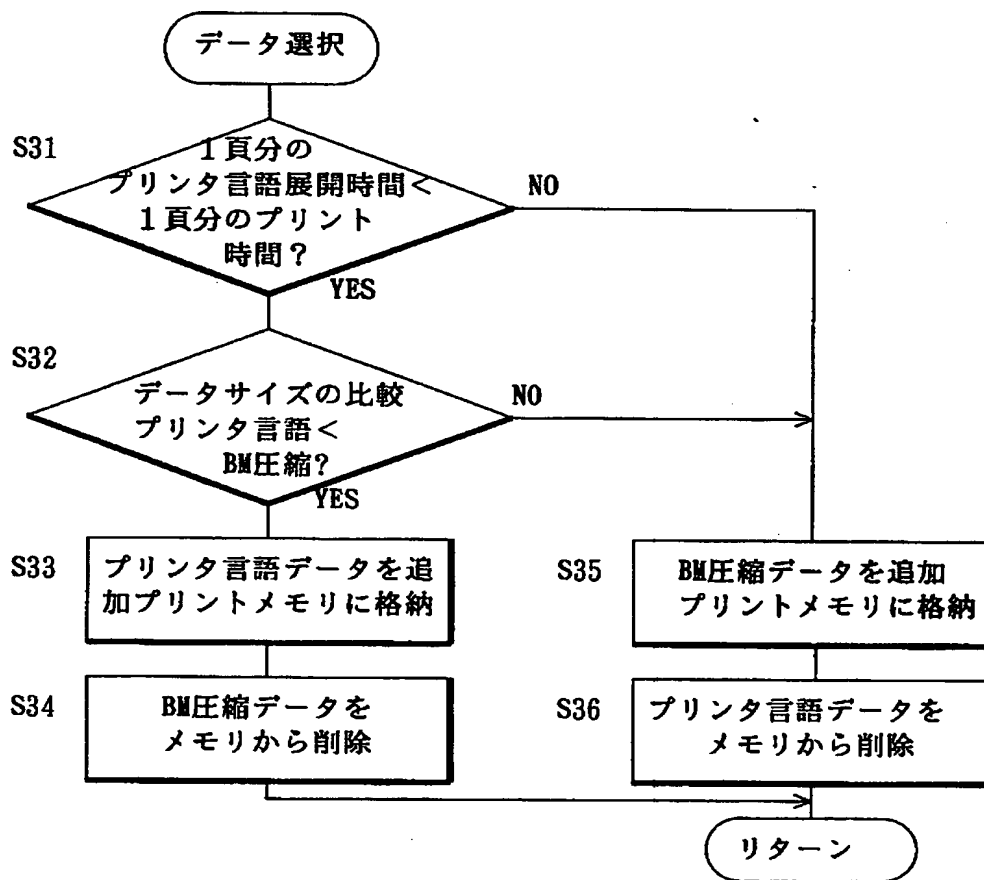 データ選択
S31
1頁分の
プリンタ言語展開時間<
1頁分のプリント
時間?
NO
YES
S32
データサイズの比較
プリンタ言語<
BM圧縮?
NO
YES
S33
プリンタ言語データを追
加プリントメモリに格納
S35
BM圧縮データを追加
プリントメモリに格納
S34
BM圧縮データを
メモリから削除
S36
プリンタ言語データを
メモリから削除
リターン